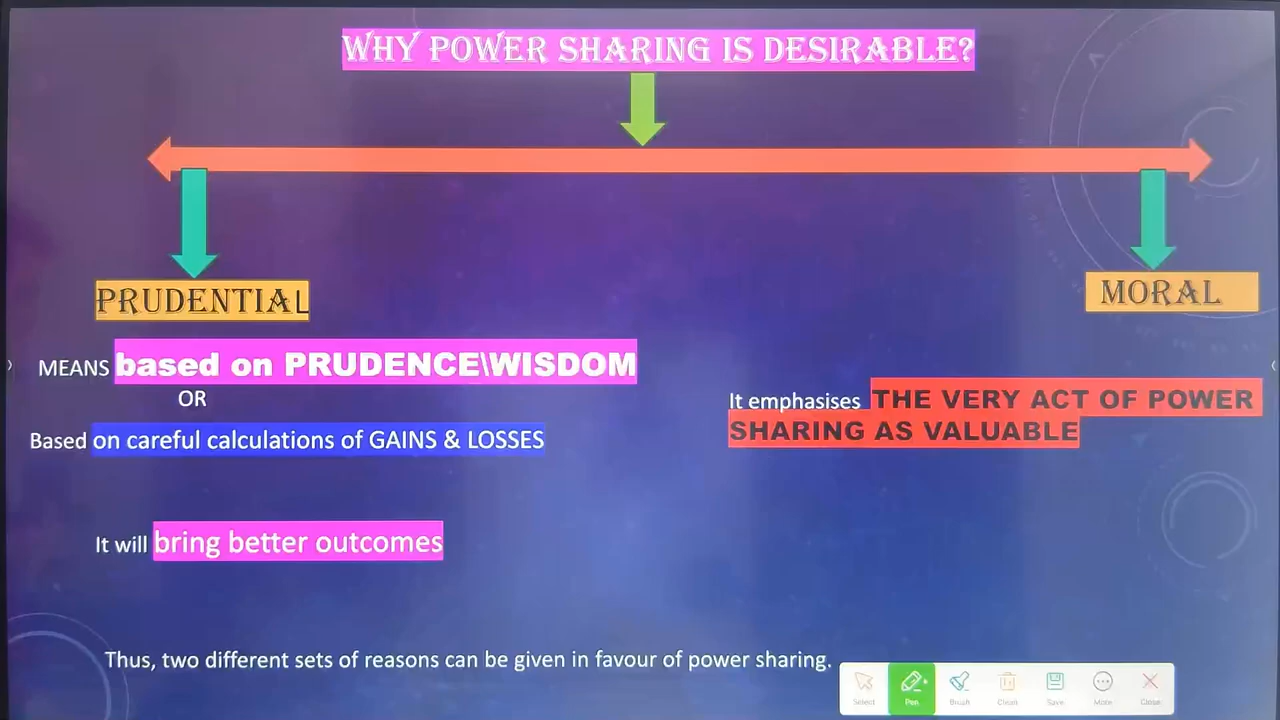 WHY POWER SHARING IS DESIRABLE?
PRUDENTIAL
MORAL
MEANS based on PRUDENCE\WISDOM
OR
Based on careful calculations of GAINS & LOSSES
It emphasises THE VERY ACT OF POWER
SHARING AS VALUABLE
It will bring better outcomes
Thus, two different sets of reasons can be given in favour of power sharing.
Select
Pen
Brush
Clean
Save
More
Close